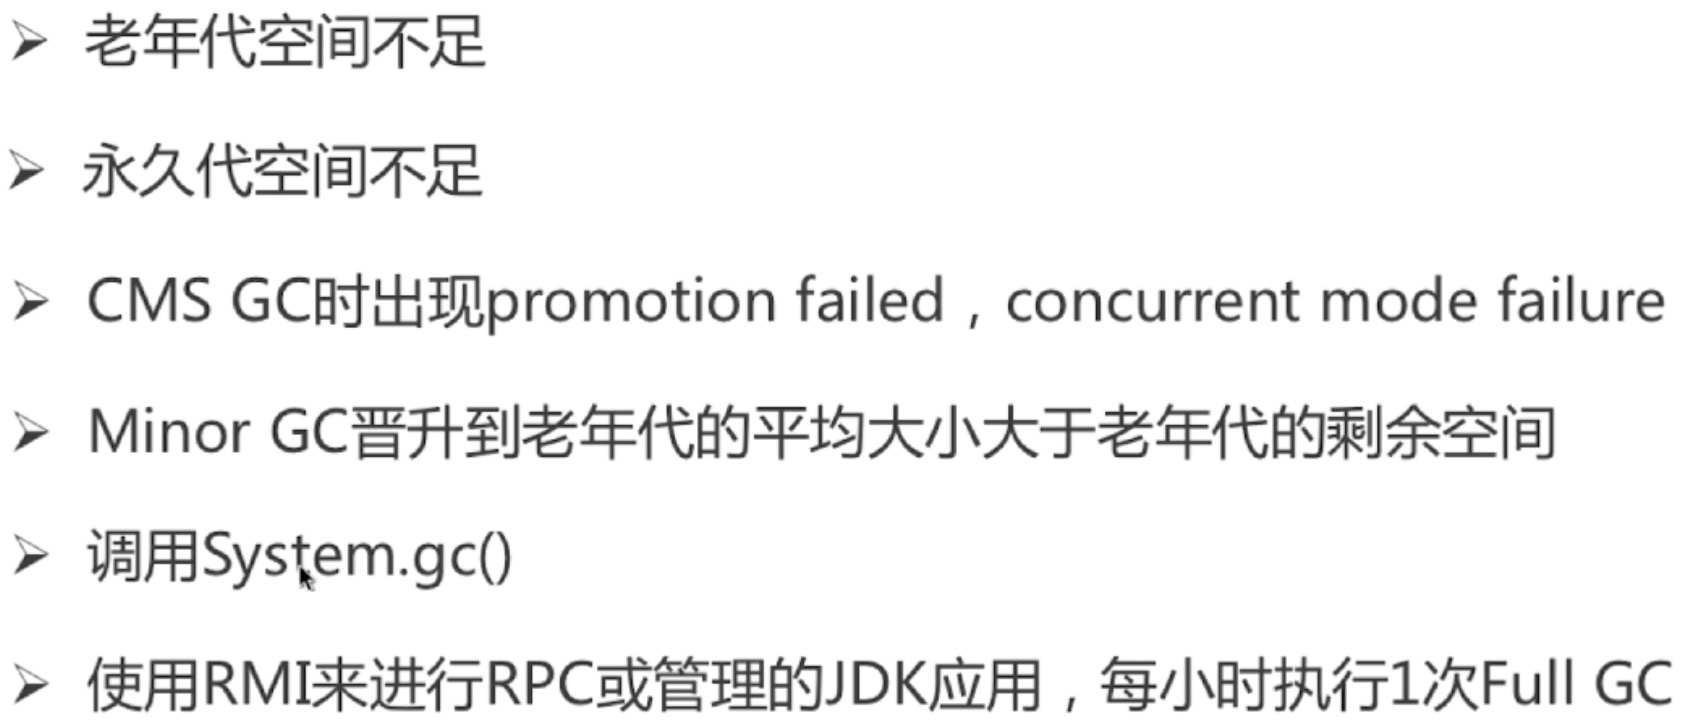 老年代空间不足
永久代空间不足
CMS GC时出现promotion failed，concurrent mode failure
Minor GC晋升到老年代的平均大小大于老年代的剩余空间
调用System.gc()
使用RMI来进行RPC或管理的JDK应用，每小时执行1次Full GC